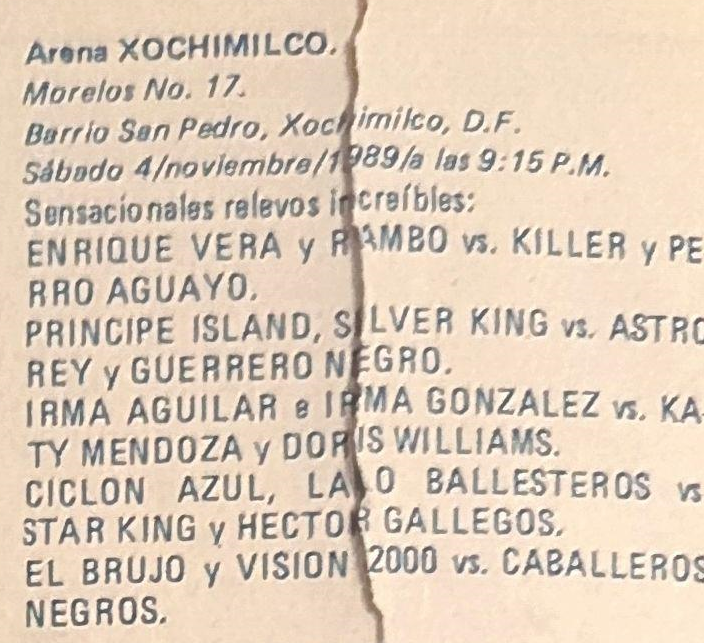 Arena XOCHIMILCO.
Morelos No. 17.
Barrio San Pedro, Xochimilco, D.F.
Sábado 4/noviembre/1989/a las 9:15 P.M.
Sensacionales relevos increíbles:
ENRIQUE VERA y RAMBO vs. KILLER y PE
RRO AGUAYO.
PRINCIPE ISLAND, SILVER KING vs. ASTRO
REY y GUERRERO NEGRO.
IRMA AGUILAR e IRMA GONZALEZ vs. KA-
TY MENDOZA y DORIS WILLIAMS.
CICLON AZUL, LALO BALLESTEROS vs
STAR KING y HECTOR GALLEGOS.
EL BRUJO y VISION 2000 vs. CABALLEROS
NEGROS.